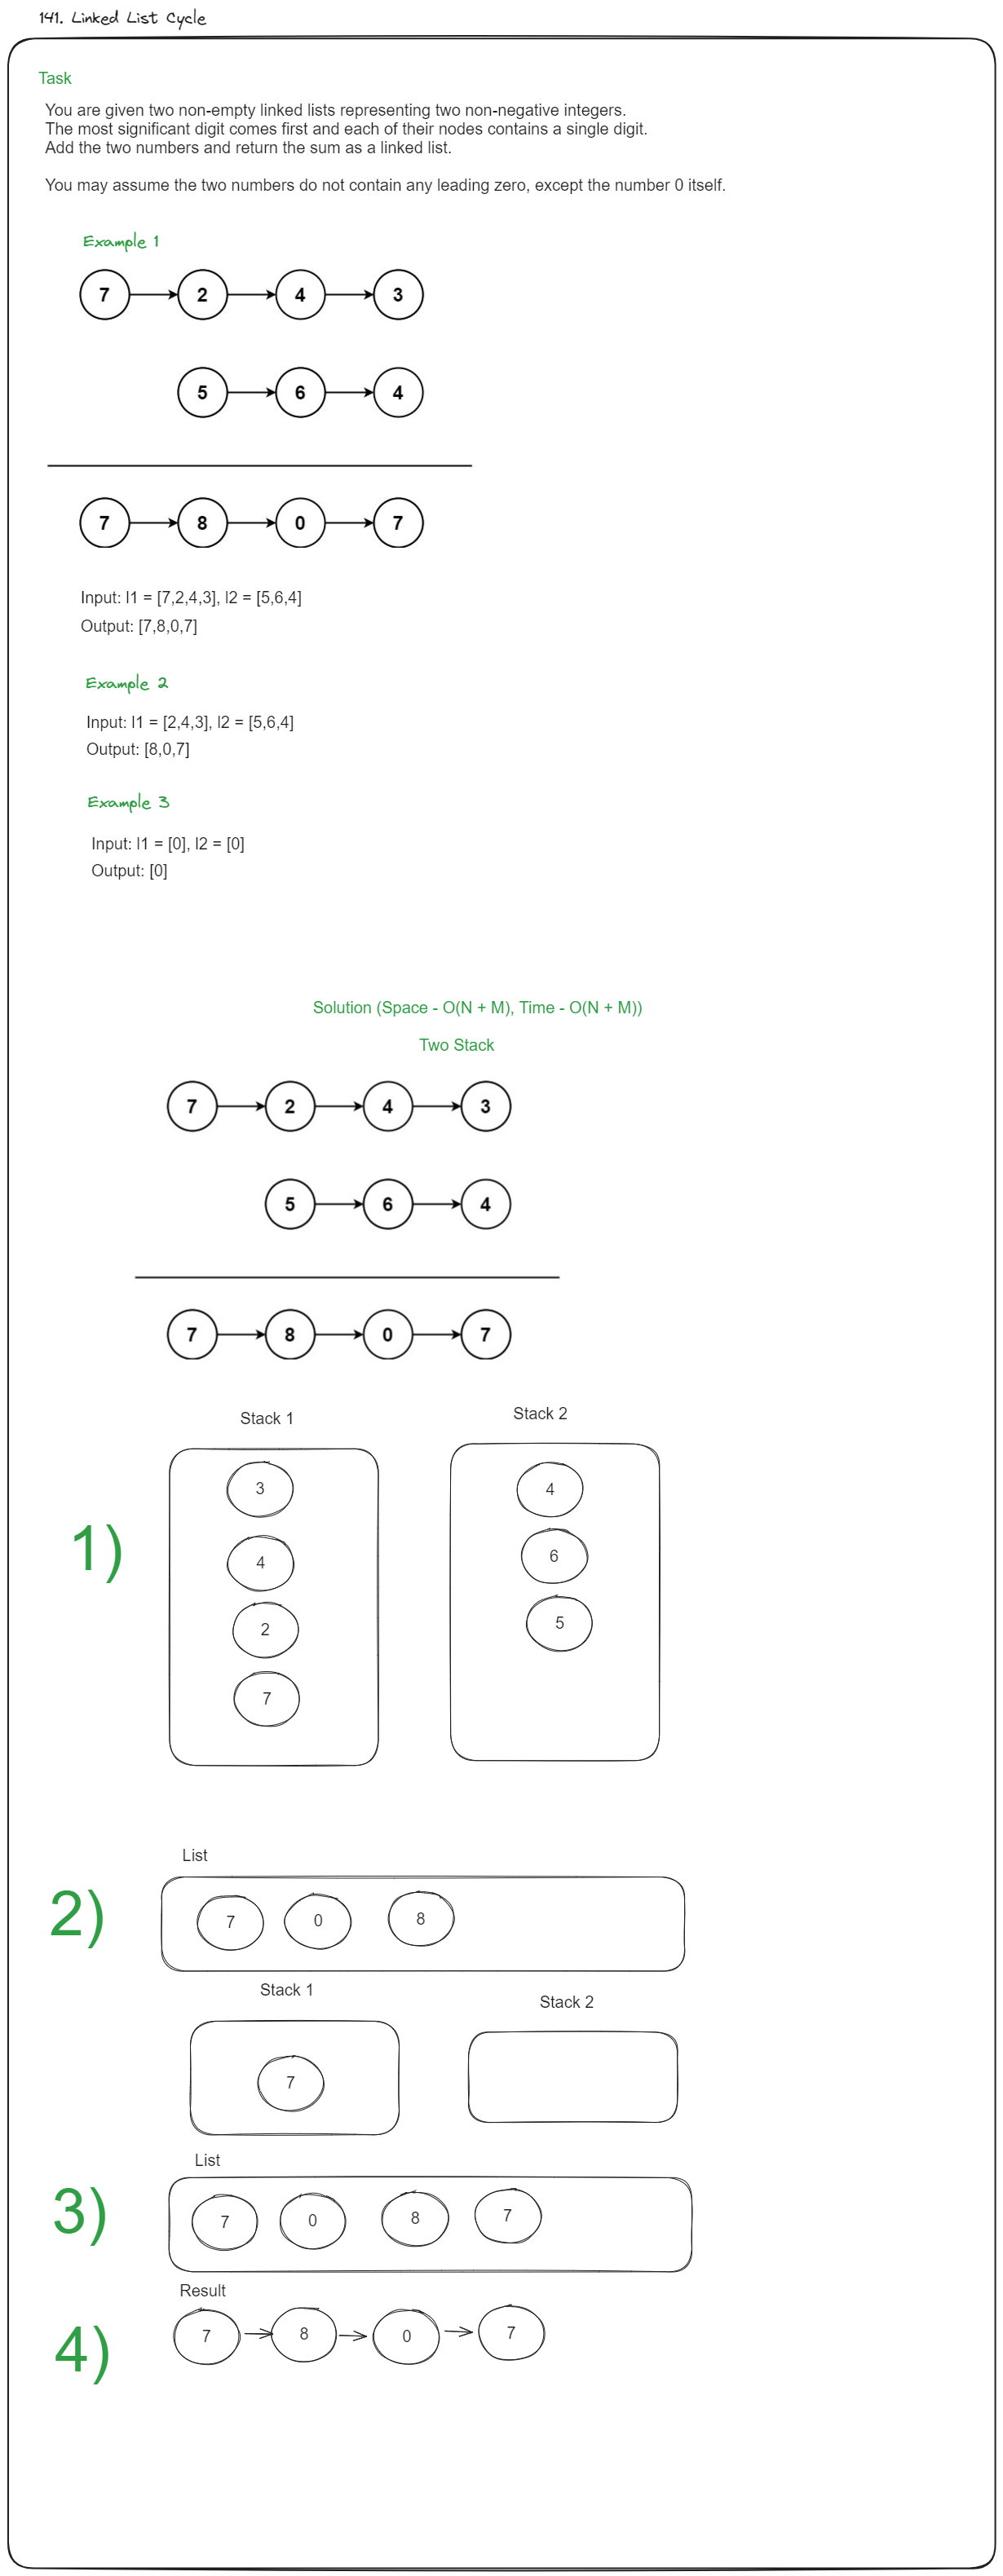 141. Linked List Cycle
Task
You are given two non-empty linked lists representing two non-negative integers.
The most significant digit comes first and each of their nodes contains a single digit.
Add the two numbers and return the sum as a linked list.
You may assume the two numbers do not contain any leading zero, except the number 0 itself.
Example 1
7 2 4 3
5 6 4
7 8 0 7
Input: l1 = [7,2,4,3], l2 = [5,6,4]
Output: [7,8,0,7]
Example 2
Input: l1 = [2,4,3], l2 = [5,6,4]
Output: [8,0,7]
Example 3
Input: l1 = [0], l2 = [0]
Output: [0]
Solution (Space - O(N + M), Time - O(N + M))
Two Stack
7 2 4 3
5 6 4
7 8 0 7
Stack 1
Stack 2
1)
3
4
2
7
4
6
5
List
2)
7 0 8
Stack 1
Stack 2
7
List
3)
7 0 8 7
Result
4)
7 8 0 7